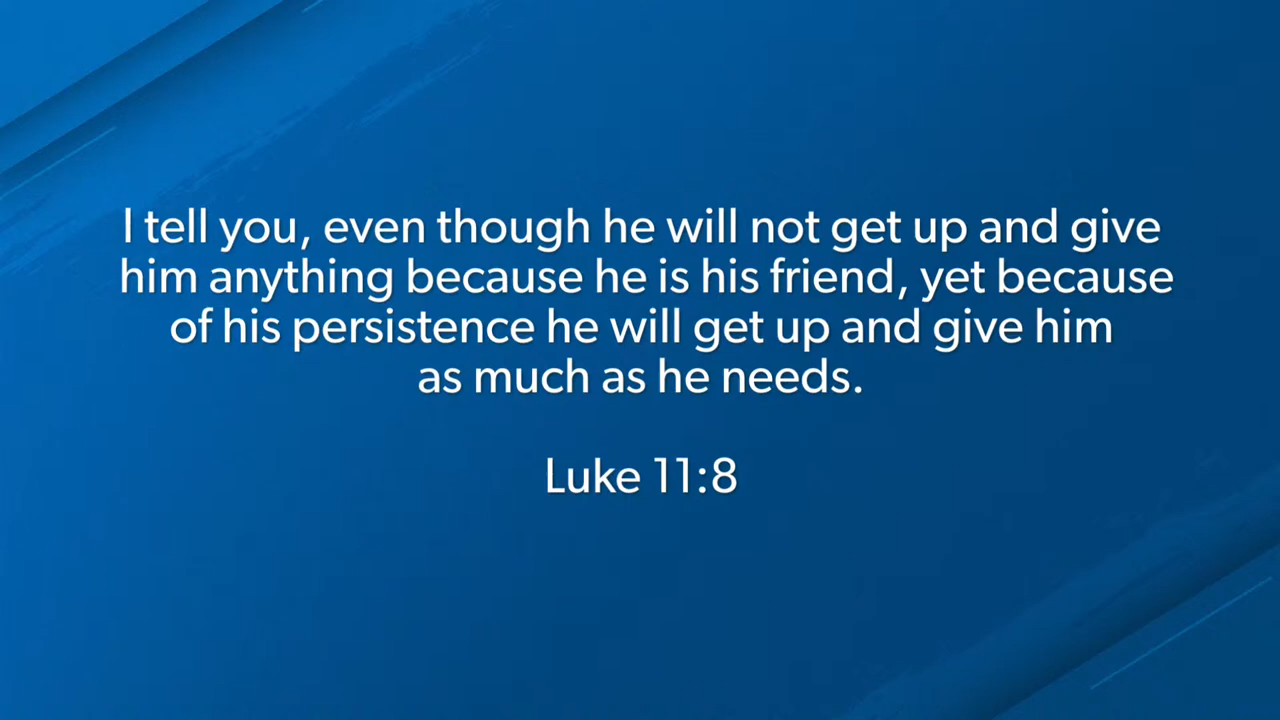 I tell you, even though he will not get up and give
him anything because he is his friend, yet because
of his persistence he will get up and give him
as much as he needs.
Luke 11:8